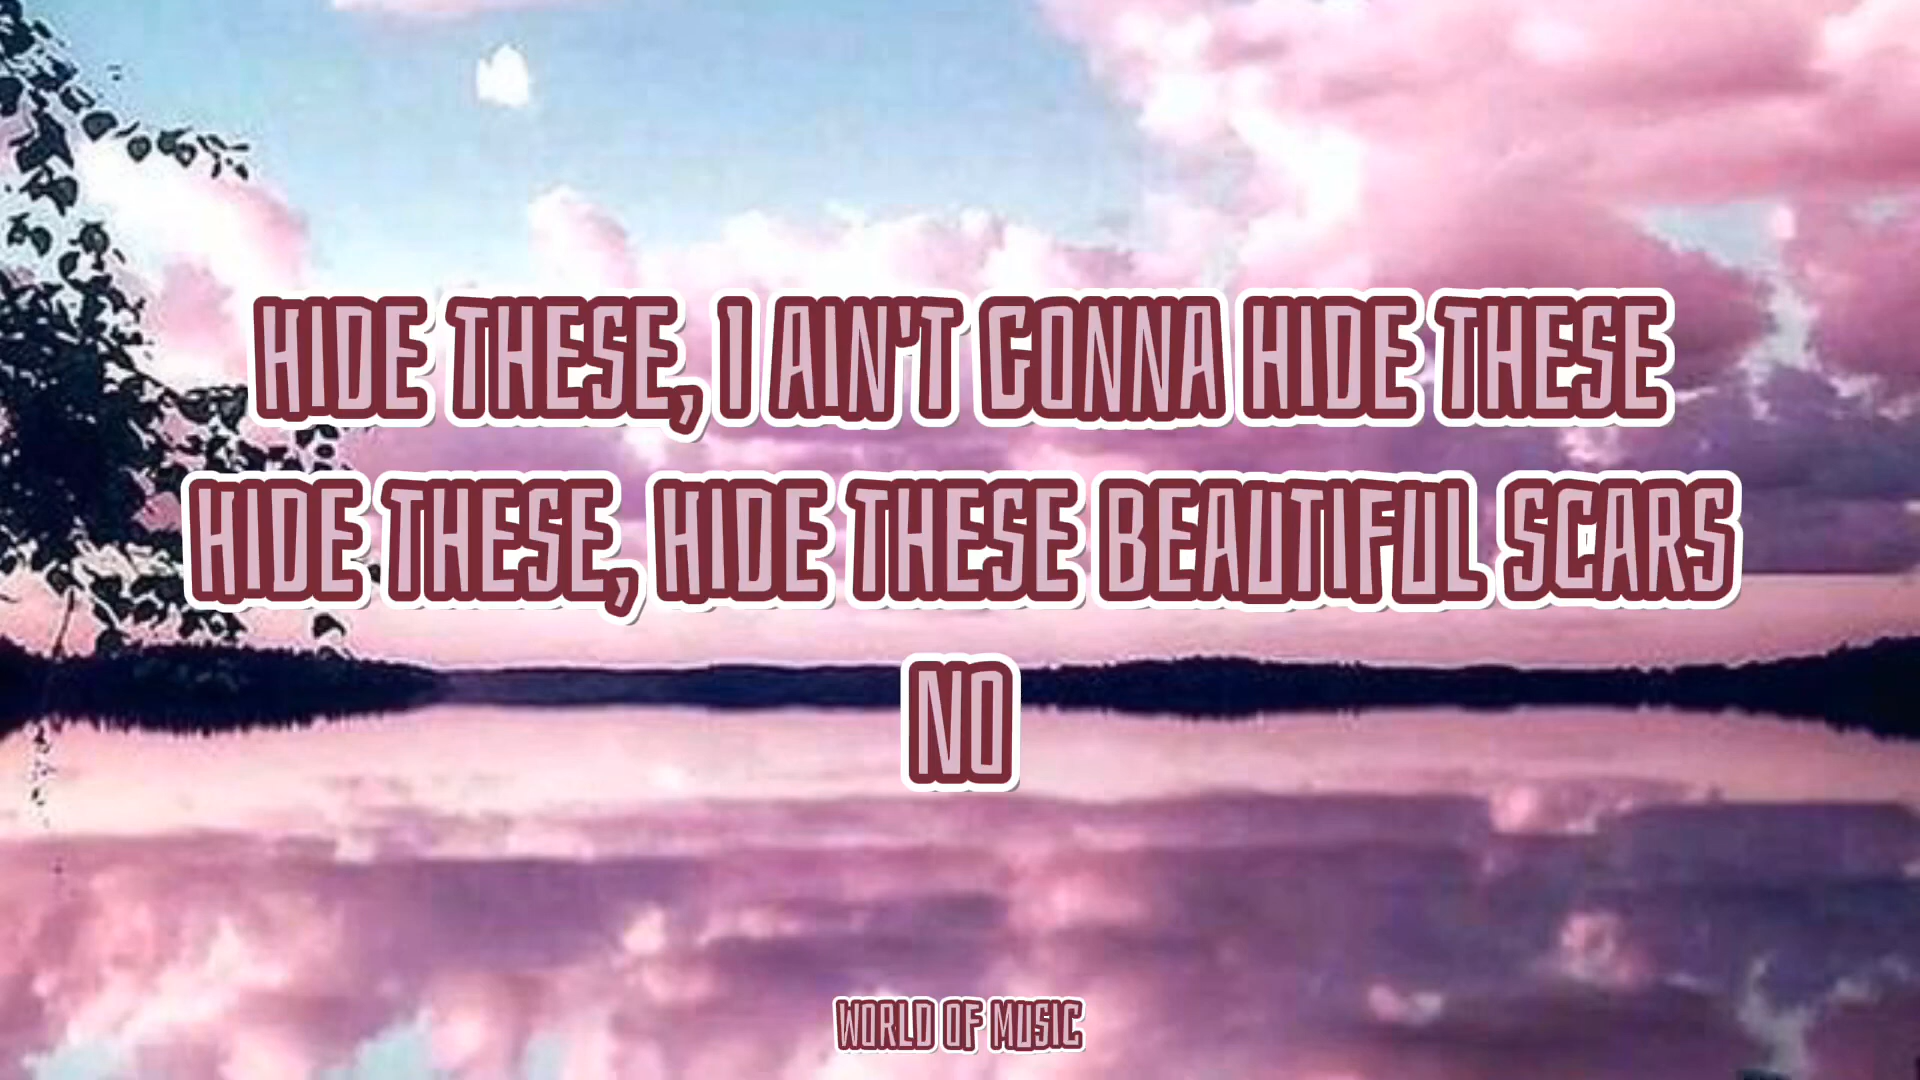 HIDE THESE, I AIN'T GONNA HIDE THESE
HIDE THESE, HIDE THESE BEAUTIFUL SCARS
NO
WORLD OF MUSIC